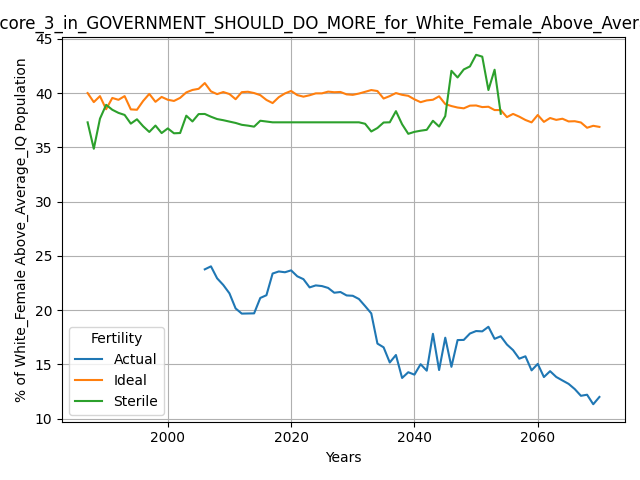 core_3_in_GOVERNMENT_SHOULD_DO_MORE_for_White_Female_Above_Aver
% of White_Female Above_Average_IQ Population
45
40
35
30
25
20
15
10
Fertility
Actual
Ideal
Sterile
2000 2020 2040 2060
Years